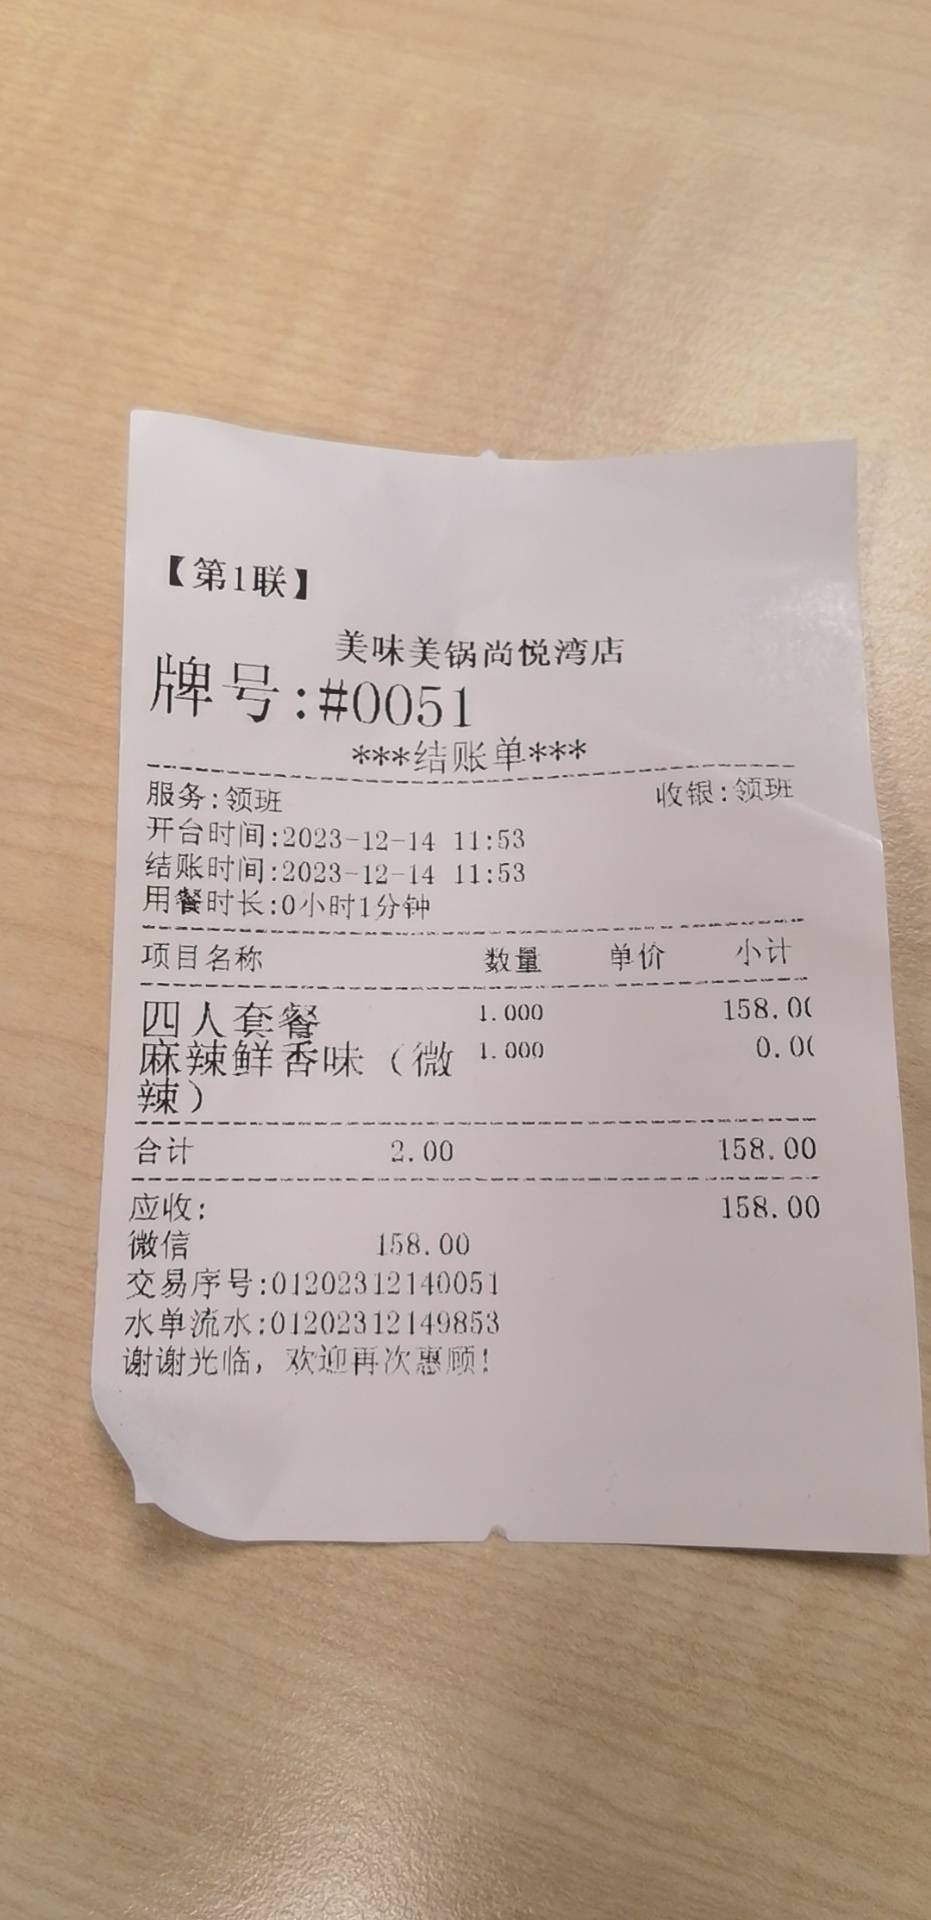 【第1联】
美味美锅尚悦湾店
牌号:#0051
***结账单***
服务:领班 收银:领班
开台时间:2023-12-14 11:53
结账时间:2023-12-14 11:53
用餐时长:0小时1分钟
项目名称 数量 单价 小计
四人套餐 1.000 158.0(
麻辣鲜香味（微 1.000 0.0(
辣）
合计 2.00 158.00
应收: 158.00
微信 158.00
交易序号:01202312140051
水单流水:01202312149853
谢谢光临，欢迎再次惠顾!